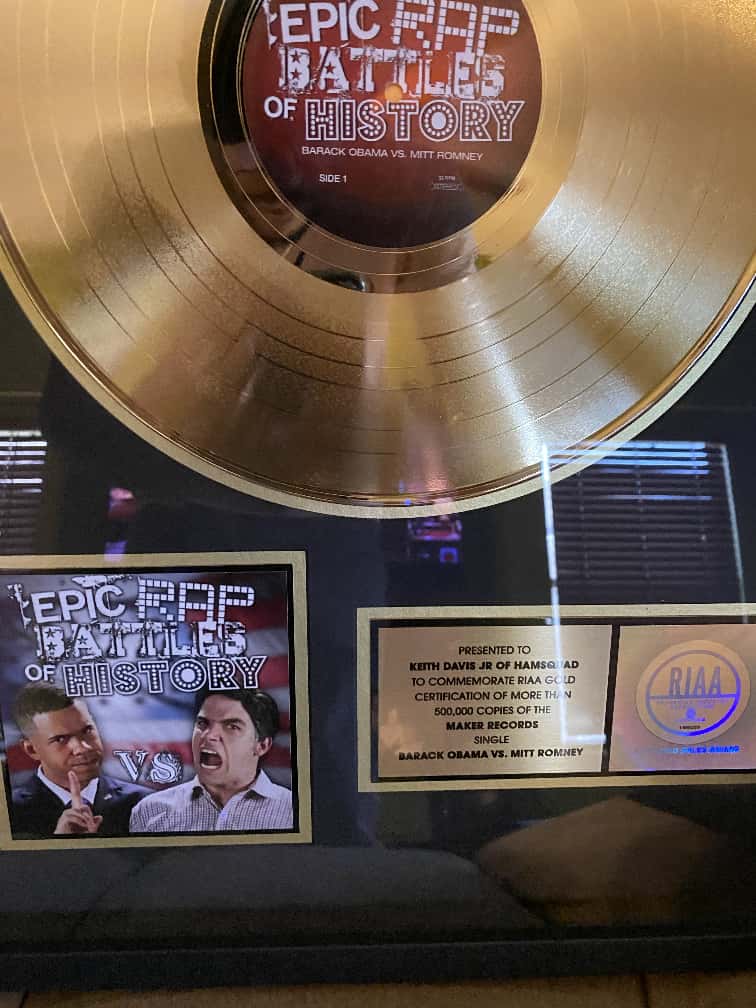 EPIC RAP
BATTLES
OF HISTORY
BARACK OBAMA VS. MITT ROMNEY
SIDE 1
EPIC RAP
BATTLES
OF HISTORY
VS
PRESENTED TO
KEITH DAVIS JR OF HAMSQUAD
TO COMMEMORATE RIAA GOLD
CERTIFICATION OF MORE THAN
500,000 COPIES OF THE
MAKER RECORDS
SINGLE
BARACK OBAMA VS. MITT ROMNEY
RIAA